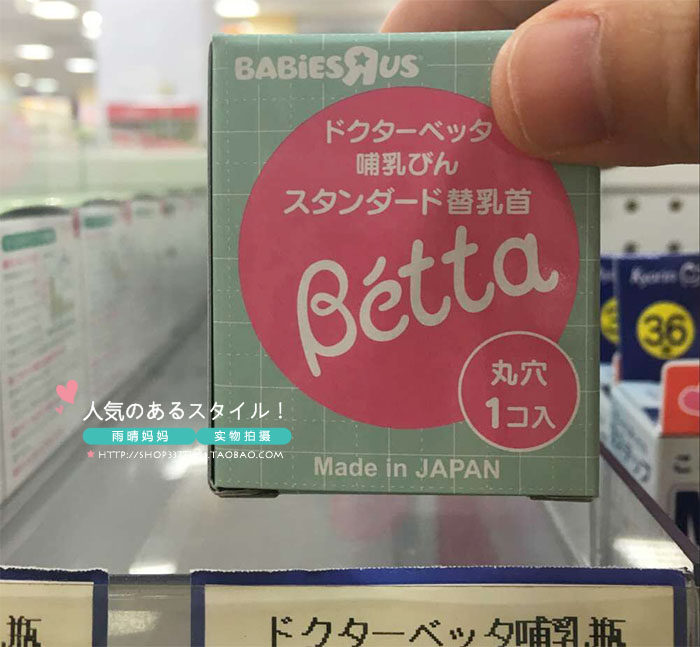 BABIES R US
ドクターベッタ
哺乳びん
スタンダード替乳首
Bétta
丸穴
1コ入
Made in JAPAN
36
人気のあるスタイル！
雨晴妈妈 实物拍摄
瓶
ドクターベッタ哺乳瓶